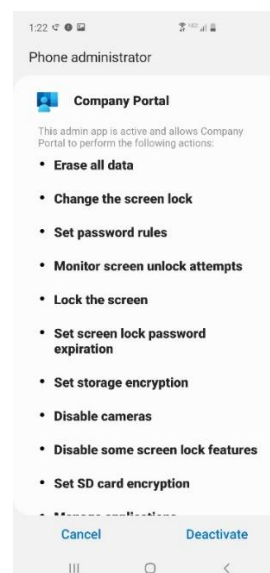 1:22
Phone administrator
Company Portal
This admin app is active and allows Company
Portal to perform the following actions:
• Erase all data
• Change the screen lock
• Set password rules
• Monitor screen unlock attempts
• Lock the screen
• Set screen lock password
expiration
• Set storage encryption
• Disable cameras
• Disable some screen lock features
• Set SD card encryption
Cancel Deactivate